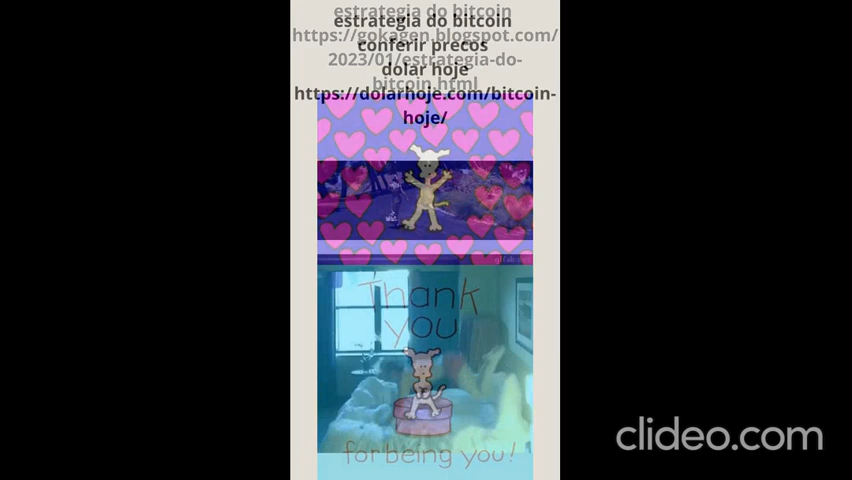 estrategia do bitcoin
estrategia do bitcoin
https://gokagen.blogspot.com/
conferir precos
2023/01/estrategia-do-
dolar hoje
bitcoin.html
https://dolarhoje.com/bitcoin-
hoje/
Thank
you
for being you!
clideo.com